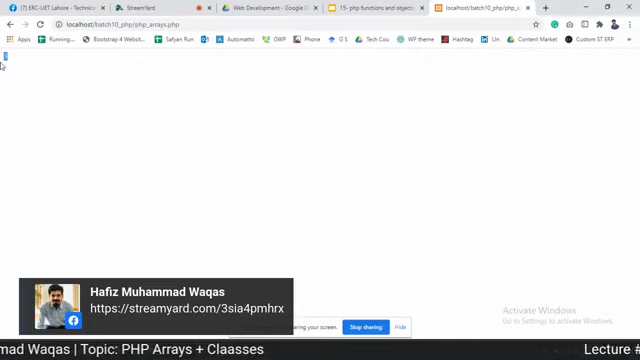 ERC-UET Lahore - Technica
StreamYard
Web Development - Google D
15- php functions and object
localhost/batch10_php/php_arrays
localhost/batch10_php/php_arrays.php
Apps
Running...
Bootstrap 4 Website...
Safyan Run
Automattic
GWP
Phone
G S
Tech Cou
WP theme
Hashtag
LIn
Content Market
Custom ST ERP
Hafiz Muhammad Waqas
https://streamyard.com/3sia4pmhrx
sharing your screen.
Stop sharing
Hide
Activate Windows
Go to Settings to activate Windows.
mad Waqas | Topic: PHP Arrays + Claasses
Lecture #